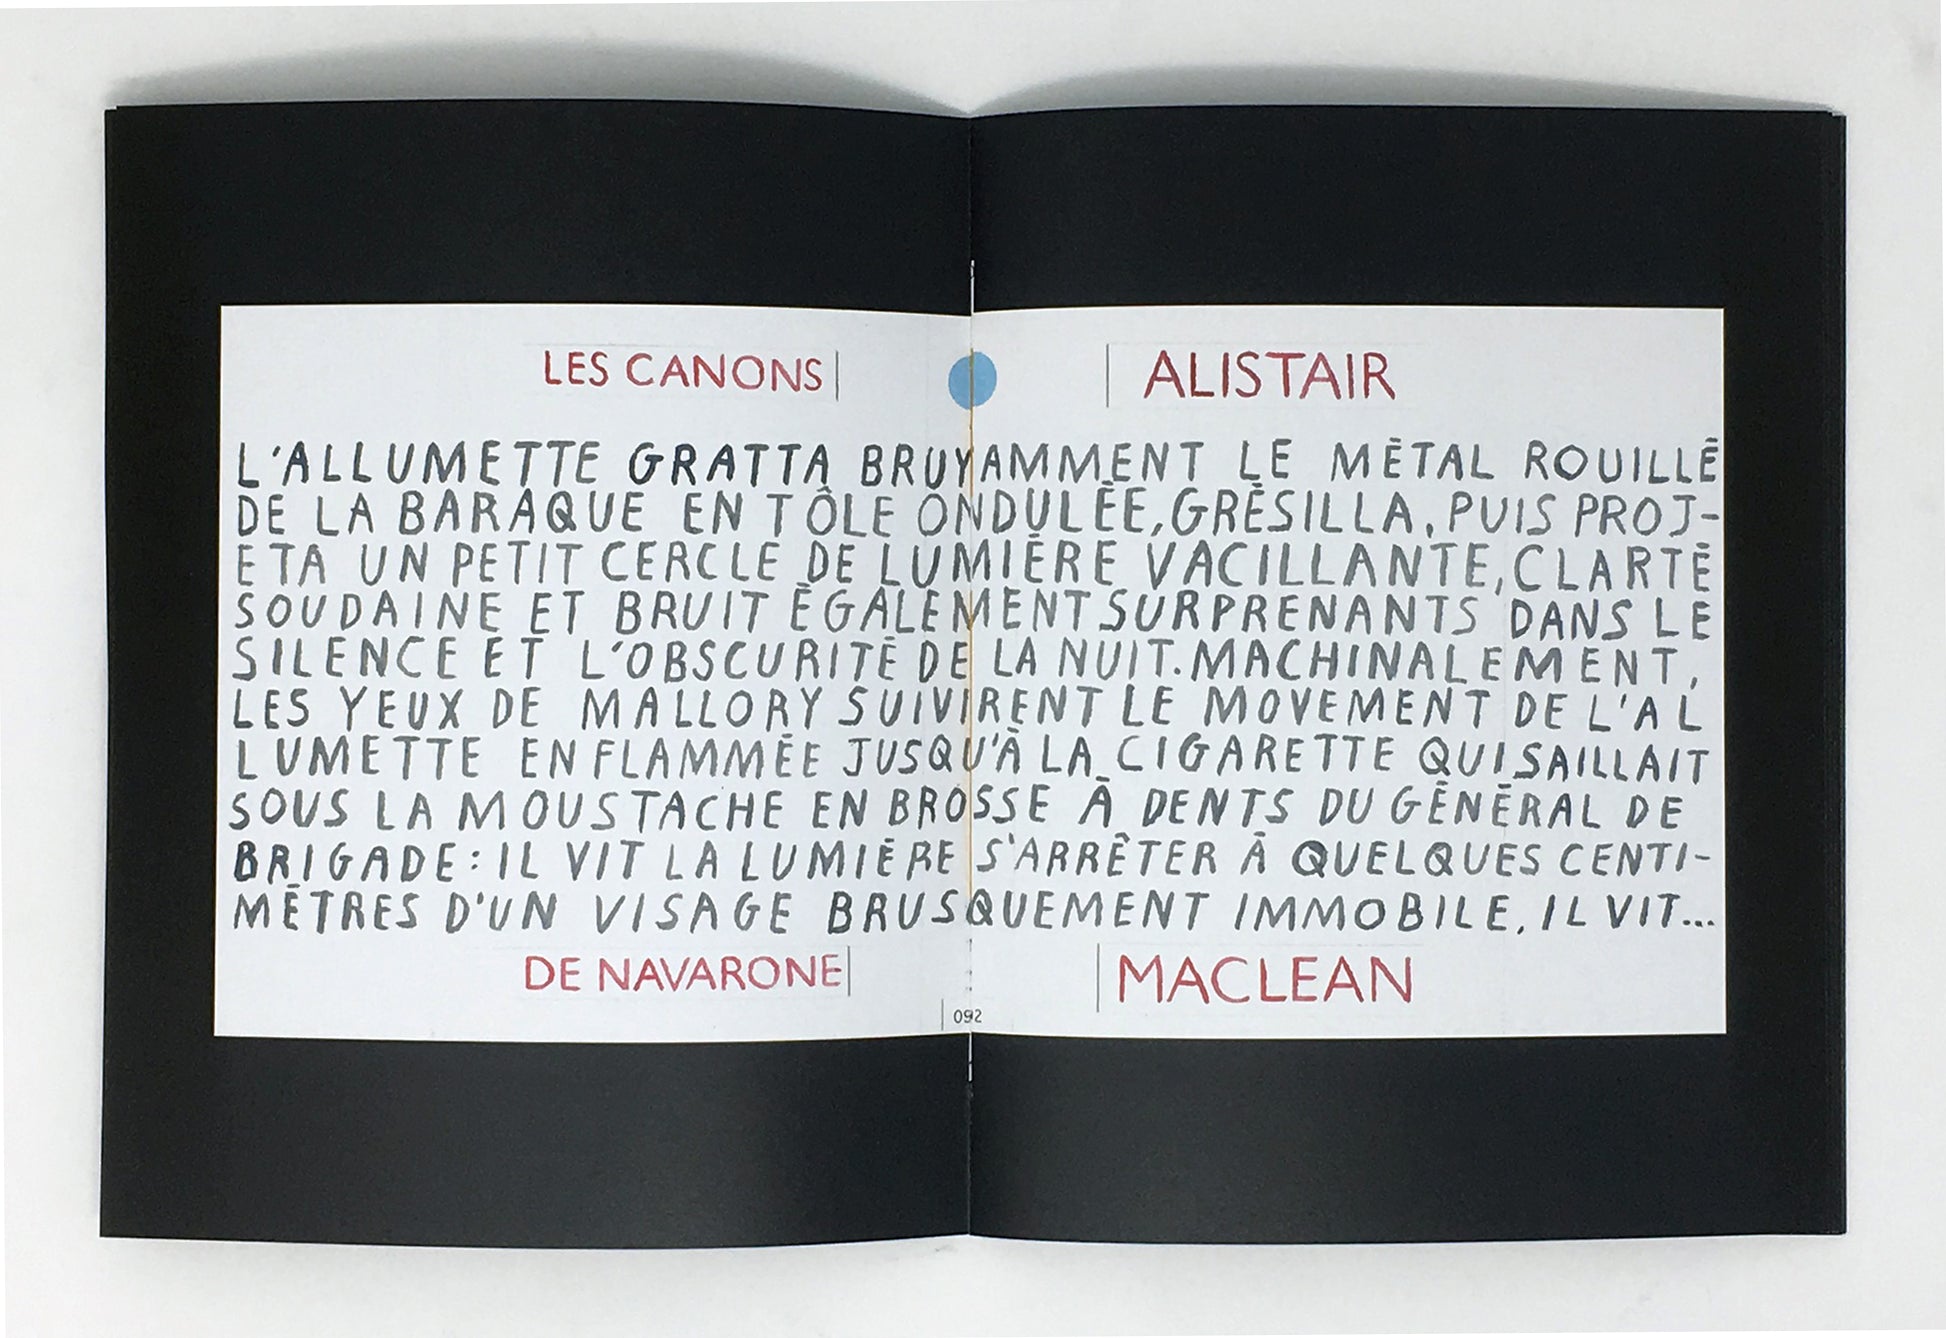 LES CANONS ALISTAIR
L'ALLUMETTE GRATTA BRUYAMMENT LE MÉTAL ROUILLÉ
DE LA BARAQUE EN TÔLE ONDULÉE, GRÉSILLA, PUIS PROJ-
ETA UN PETIT CERCLE DE LUMIÈRE VACILLANTE, CLARTÉ
SOUDAINE ET BRUIT ÉGALEMENT SURPRENANTS DANS LE
SILENCE ET L'OBSCURITÉ DE LA NUIT. MACHINALEMENT,
LES YEUX DE MALLORY SUIVIRENT LE MOVEMENT DE L'AL
LUMETTE ENFLAMMÉE JUSQU'À LA CIGARETTE QUI SAILLAIT
SOUS LA MOUSTACHE EN BROSSE À DENTS DU GÉNÉRAL DE
BRIGADE: IL VIT LA LUMIÈRE S'ARRÊTER À QUELQUES CENTI-
MÈTRES D'UN VISAGE BRUSQUEMENT IMMOBILE, IL VIT...
DE NAVARONE MACLEAN
092